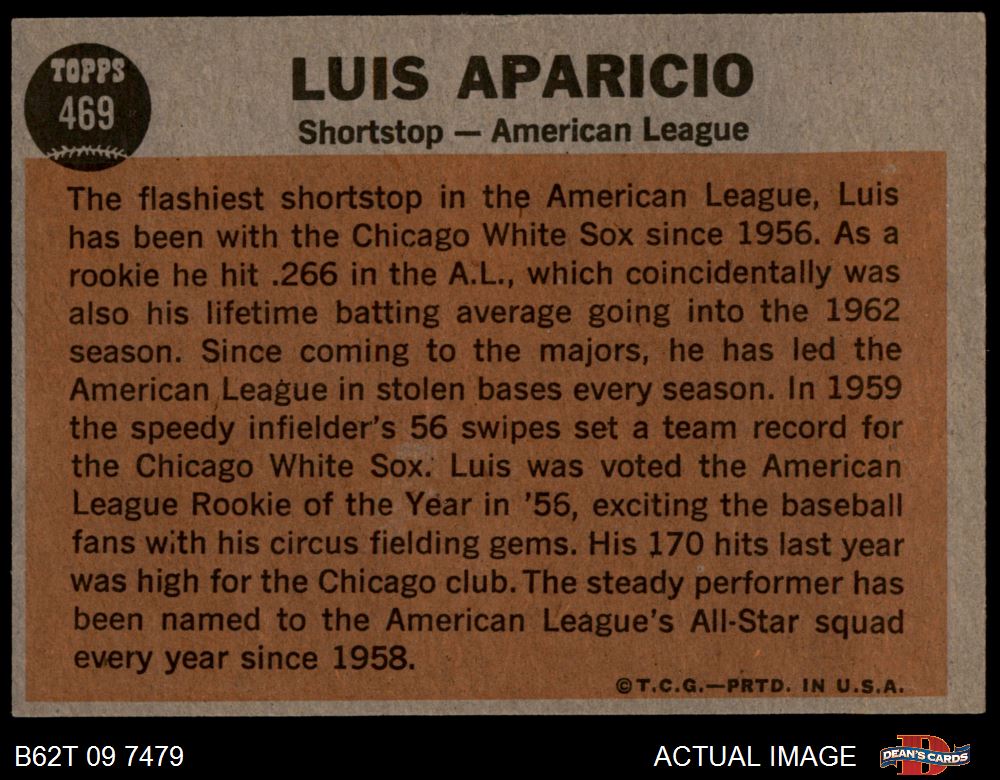 TOPPS
469
LUIS APARICIO
Shortstop — American League
The flashiest shortstop in the American League, Luis
has been with the Chicago White Sox since 1956. As a
rookie he hit .266 in the A.L., which coincidentally was
also his lifetime batting average going into the 1962
season. Since coming to the majors, he has led the
American League in stolen bases every season. In 1959
the speedy infielder's 56 swipes set a team record for
the Chicago White Sox. Luis was voted the American
League Rookie of the Year in '56, exciting the baseball
fans with his circus fielding gems. His 170 hits last year
was high for the Chicago club. The steady performer has
been named to the American League's All-Star squad
every year since 1958.
©T.C.G.—PRTD. IN U.S.A.
B62T 09 7479
ACTUAL IMAGE
D
DEAN'S CARDS